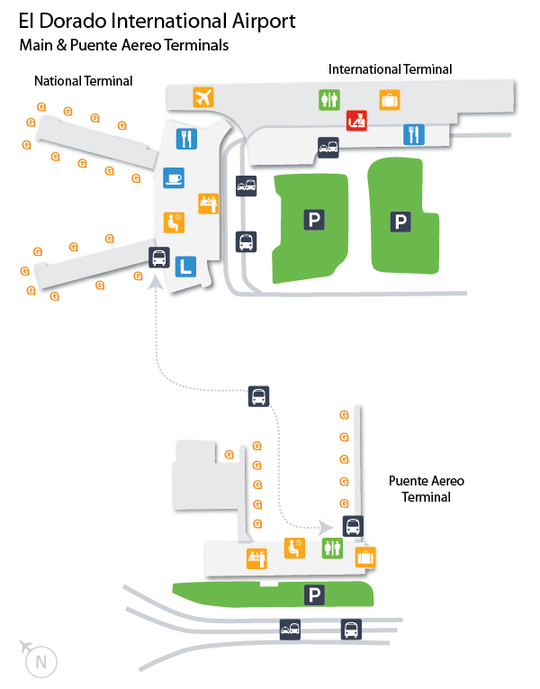 El Dorado International Airport
Main & Puente Aereo Terminals
International Terminal
National Terminal
G
G
G
G
G
G
G
G
G
G
P
P
G
G
G
L
G
G
G
G
G
G
G
G
G
G
G
G
Puente Aereo
Terminal
G
G
G
G
P
N